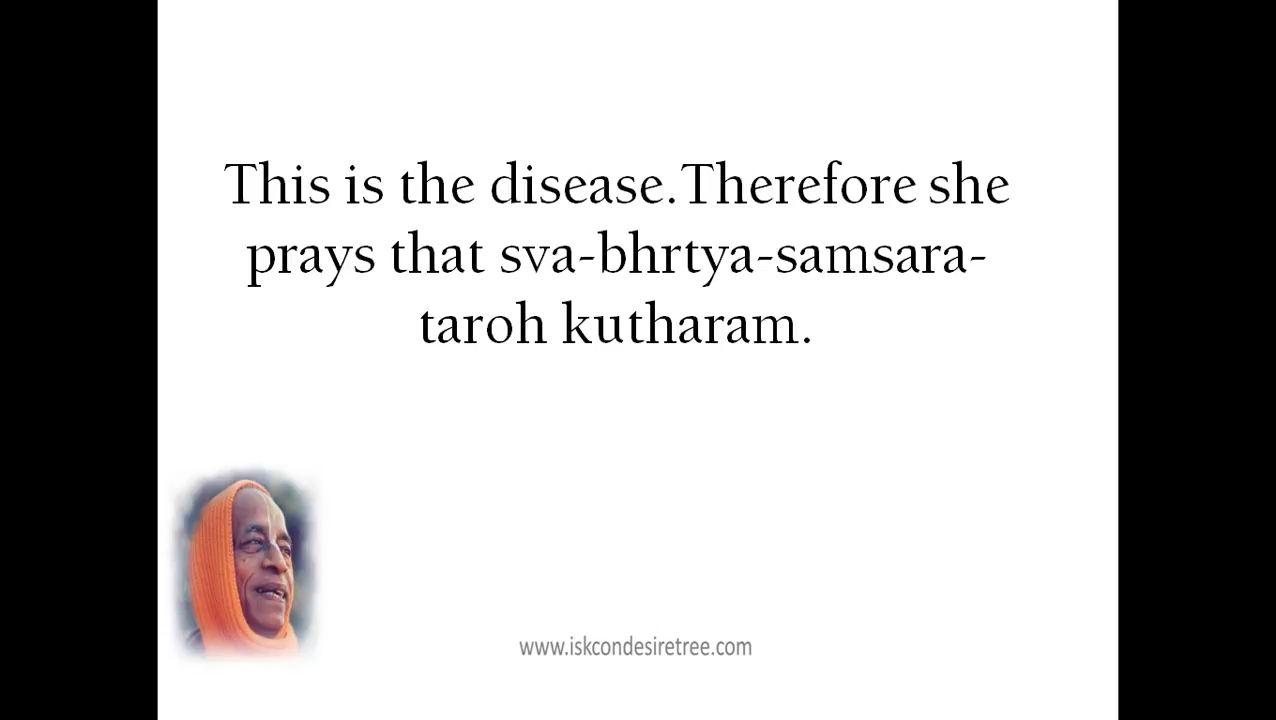 This is the disease.Therefore she
prays that sva-bhrtya-samsara-
taroh kutharam.
www.iskcondesiretree.com